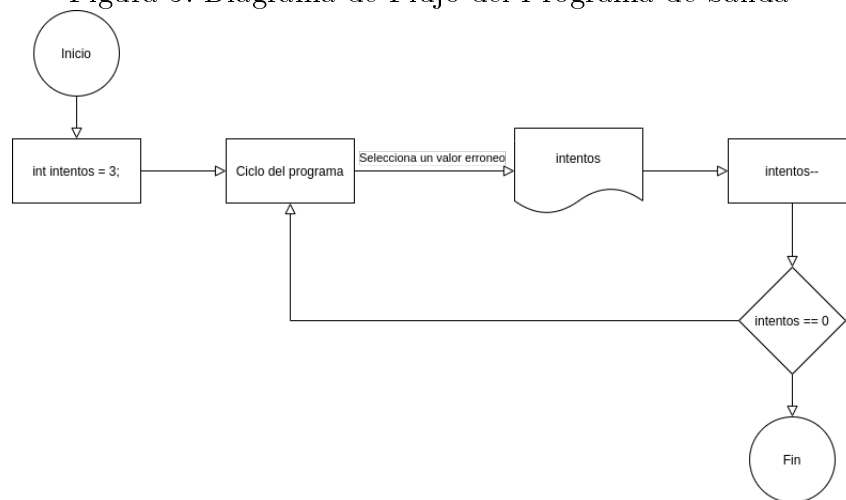 Figura 3: Diagrama de Flujo del Programa de Salida
Inicio
int intentos = 3;
Ciclo del programa
Selecciona un valor erroneo
intentos
intentos--
intentos == 0
Fin